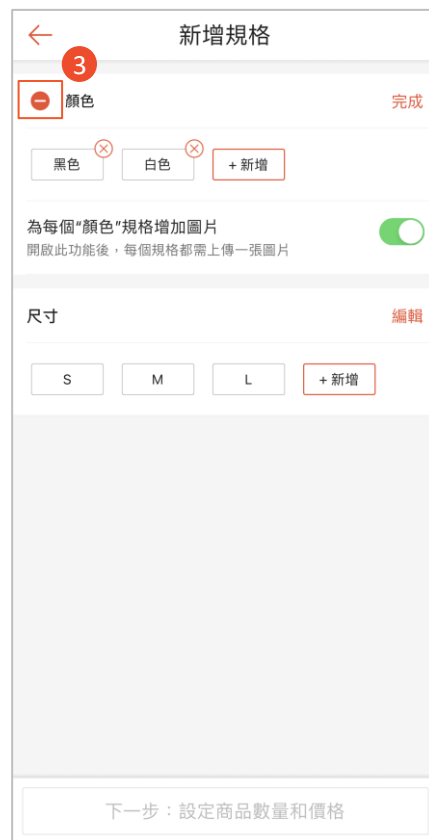 新增規格
3
顏色
完成
黑色
白色
+ 新增
為每個"顏色"規格增加圖片
開啟此功能後，每個規格都需上傳一張圖片
尺寸
編輯
S
M
L
+ 新增
下一步：設定商品數量和價格